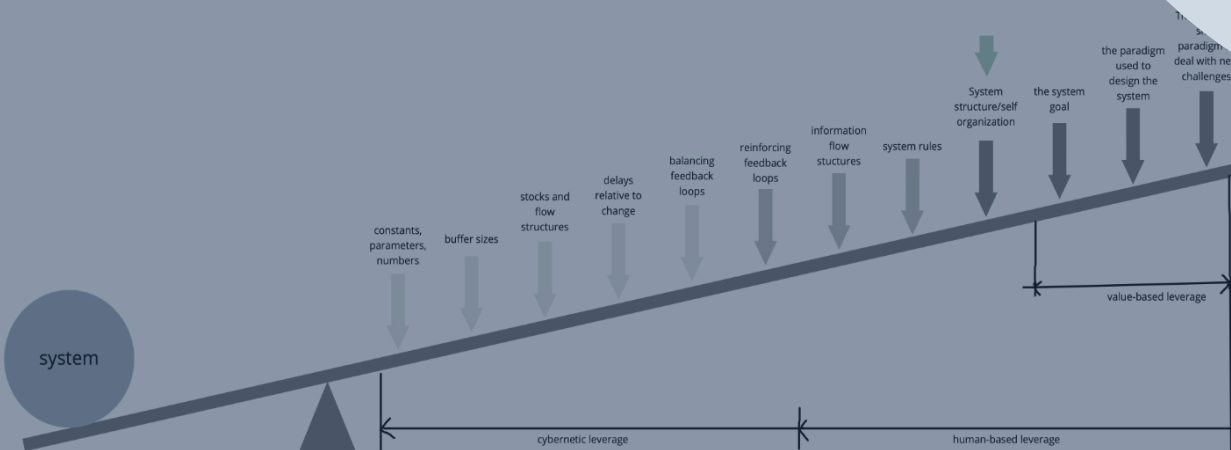 system
constants,
parameters,
numbers
buffer sizes
stocks and
flow
structures
delays
relative to
change
balancing
feedback
loops
reinforcing
feedback
loops
information
flow
stuctures
system rules
System
structure/self
organization
the system
goal
the paradigm
used to
design the
system
deal with
challenges
value-based leverage
cybernetic leverage
human-based leverage